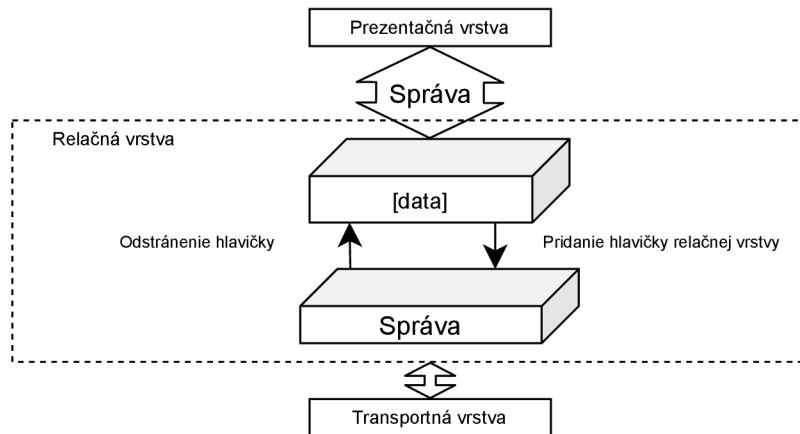 Prezentačná vrstva
Správa
Relačná vrstva
[data]
Odstránenie hlavičky
Pridanie hlavičky relačnej vrstvy
Správa
Transportná vrstva